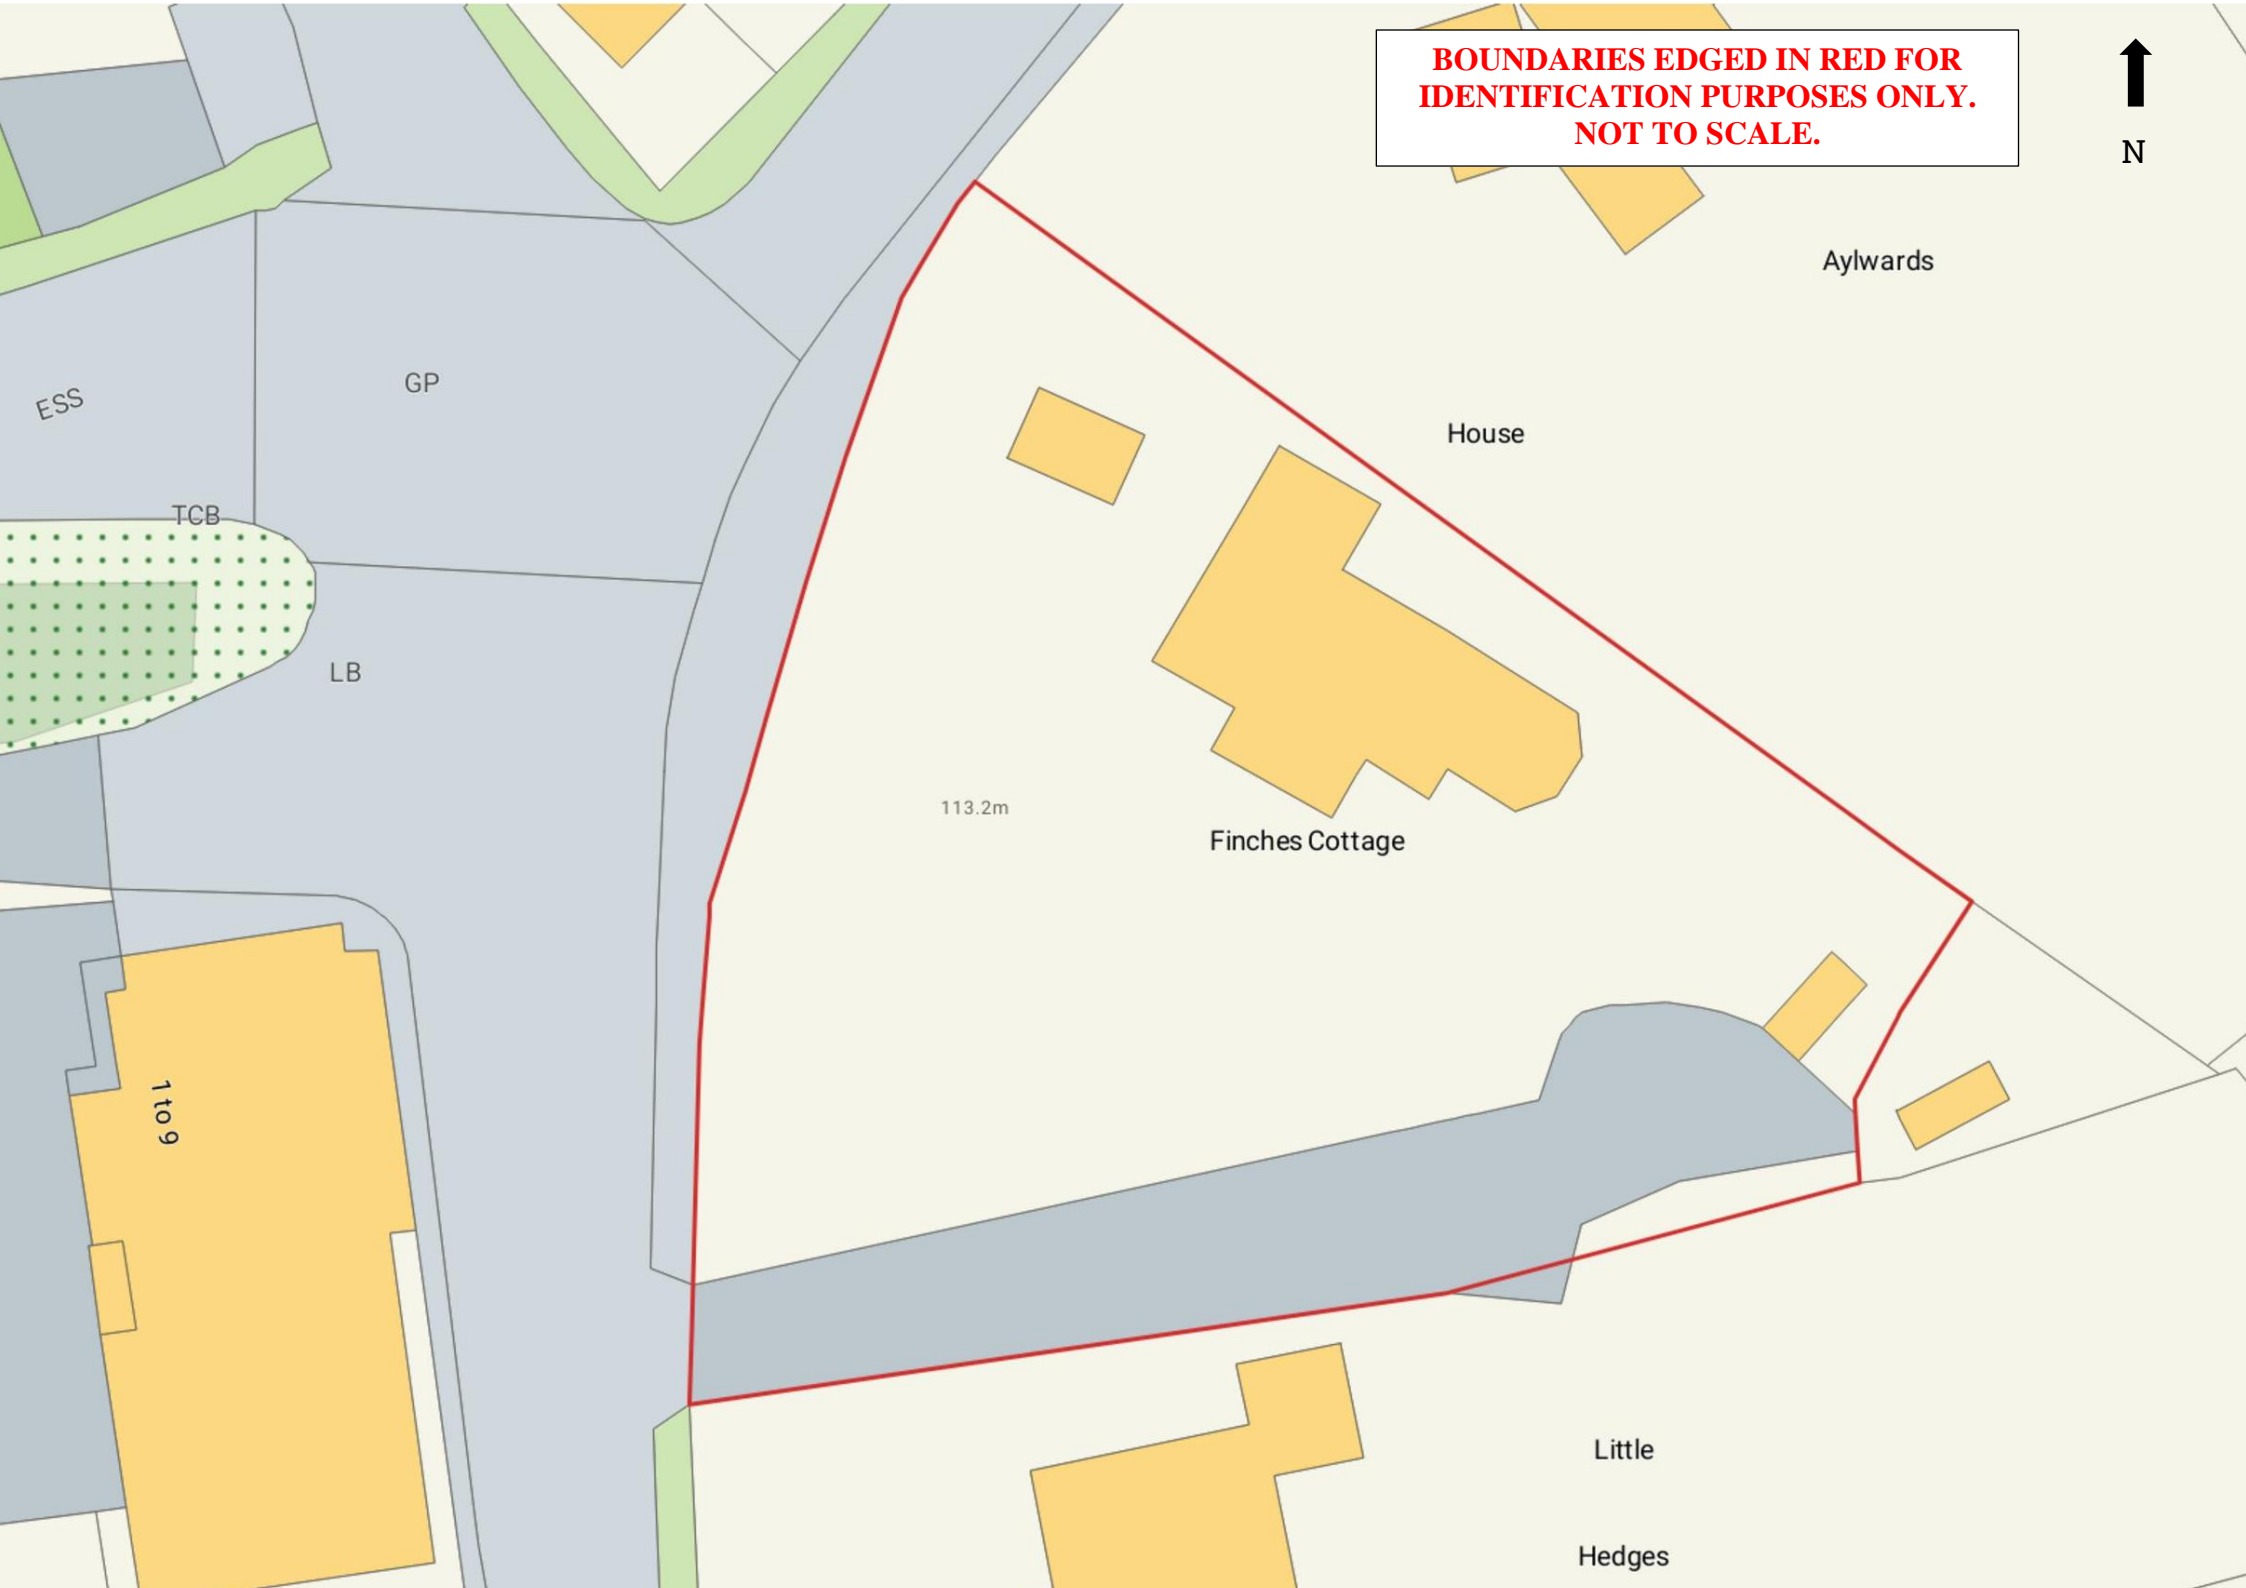 BOUNDARIES EDGED IN RED FOR
IDENTIFICATION PURPOSES ONLY.
NOT TO SCALE.
N
Aylwards
House
GP
ESS
TCB
LB
113.2m
Finches Cottage
1 to 9
Little
Hedges